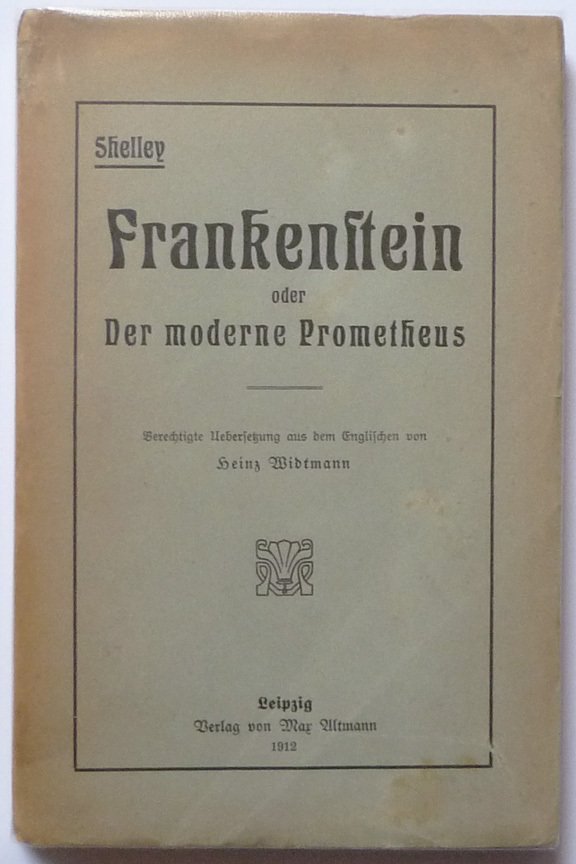 Shelley
Frankenstein
oder
Der moderne Prometheus
Berechtigte Uebersetzung aus dem Englischen von
Heinz Widtmann
Leipzig
Verlag von Max Altmann
1912